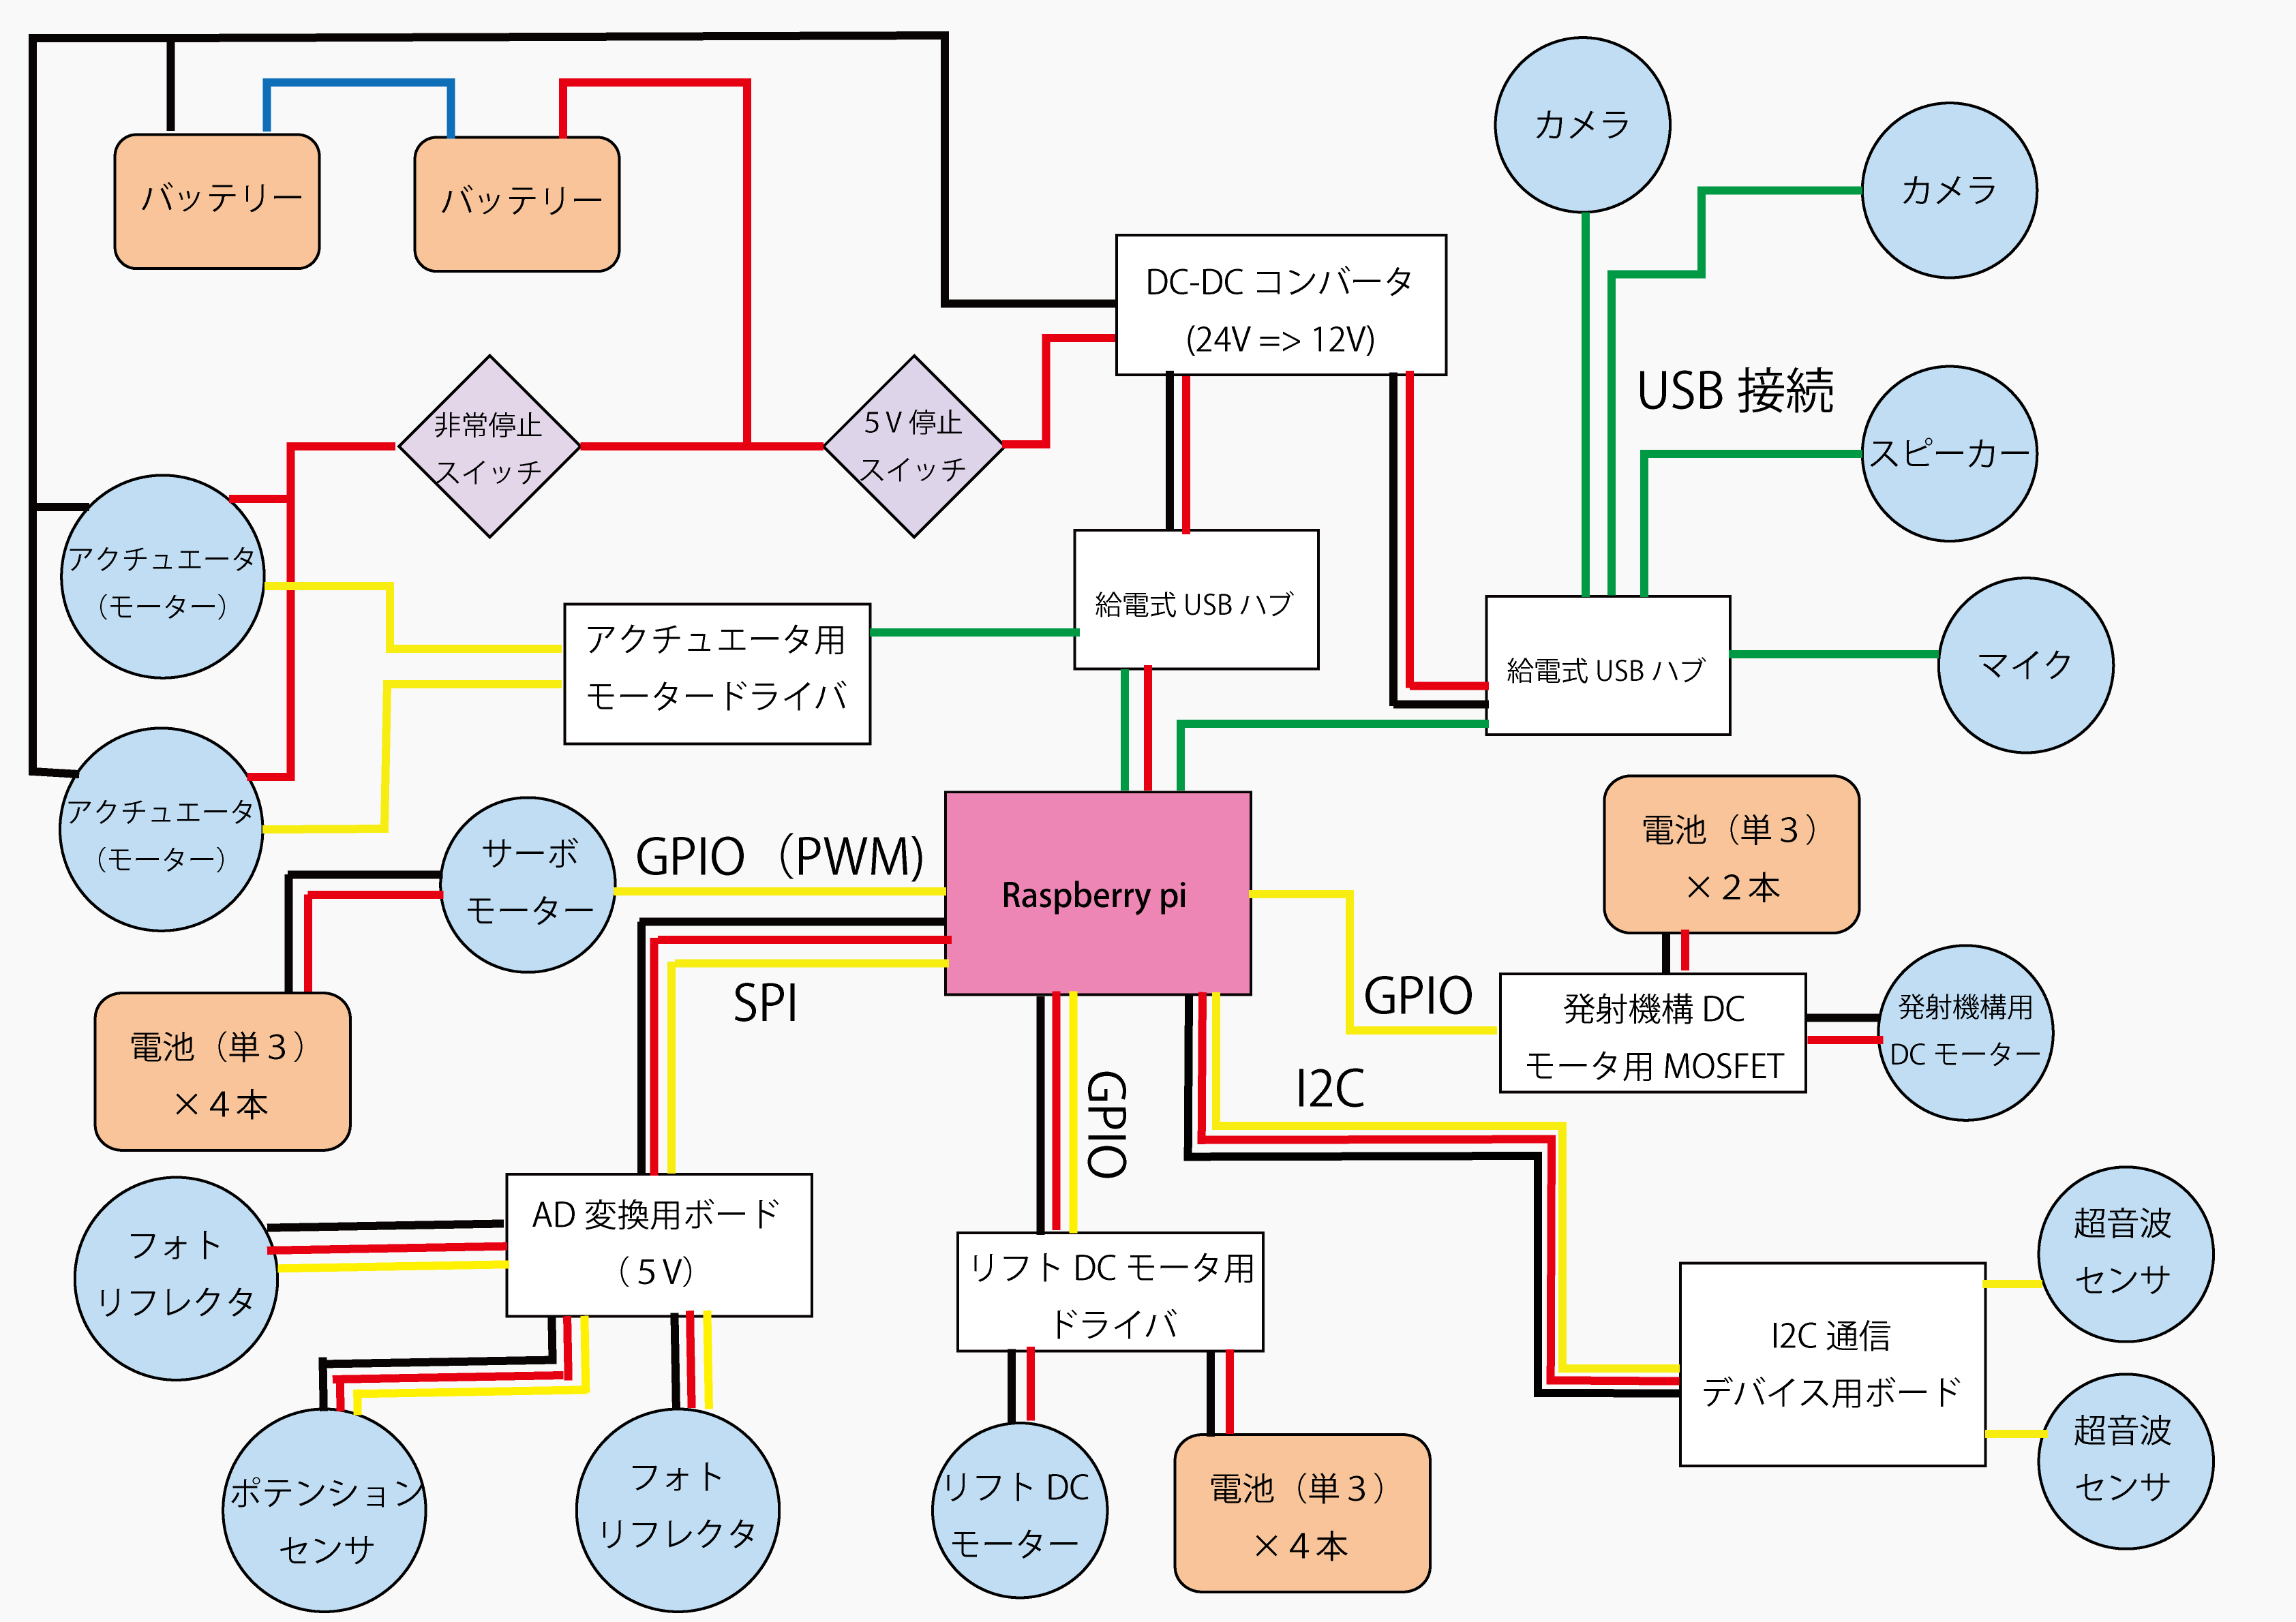 カメラ
カメラ
バッテリー
バッテリー
DC-DC コンバータ
(24V => 12V)
USB 接続
非常停止
スイッチ
5V停止
スイッチ
スピーカー
アクチュエータ
（モーター）
給電式 USB ハブ
アクチュエータ用
モータードライバ
給電式 USB ハブ
マイク
アクチュエータ
（モーター）
サーボ
モーター
GPIO（PWM)
Raspberry pi
電池（単３）
×２本
SPI
GPIO
発射機構 DC
モータ用 MOSFET
発射機構用
DC モーター
電池（単３）
×４本
GPIO
I2C
フォト
リフレクタ
AD 変換用ボード
（５V）
リフト DC モータ用
ドライバ
超音波
センサ
I2C 通信
デバイス用ボード
超音波
センサ
ポテンション
センサ
フォト
リフレクタ
リフト DC
モーター
電池（単３）
×４本